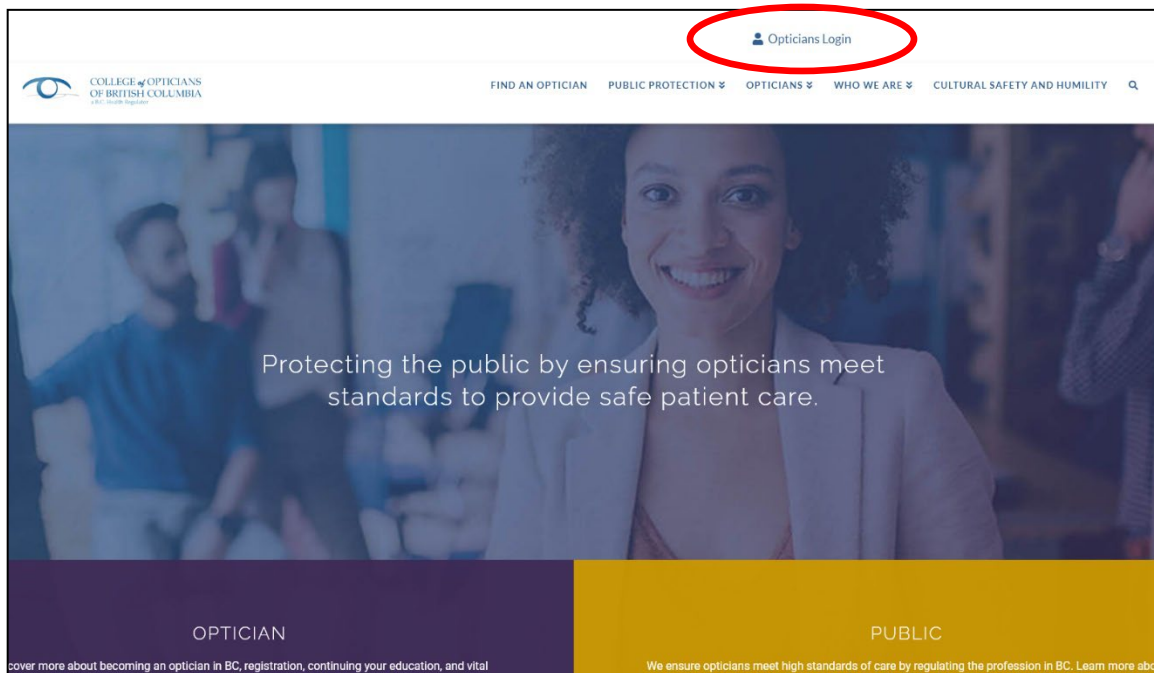 Opticians Login
COLLEGE of OPTICIANS
OF BRITISH COLUMBIA
a B.C. Health Regulator
FIND AN OPTICIAN PUBLIC PROTECTION OPTICIANS WHO WE ARE CULTURAL SAFETY AND HUMILITY
Protecting the public by ensuring opticians meet
standards to provide safe patient care.
OPTICIAN
cover more about becoming an optician in BC, registration, continuing your education, and vital
PUBLIC
We ensure opticians meet high standards of care by regulating the profession in BC. Learn more abo